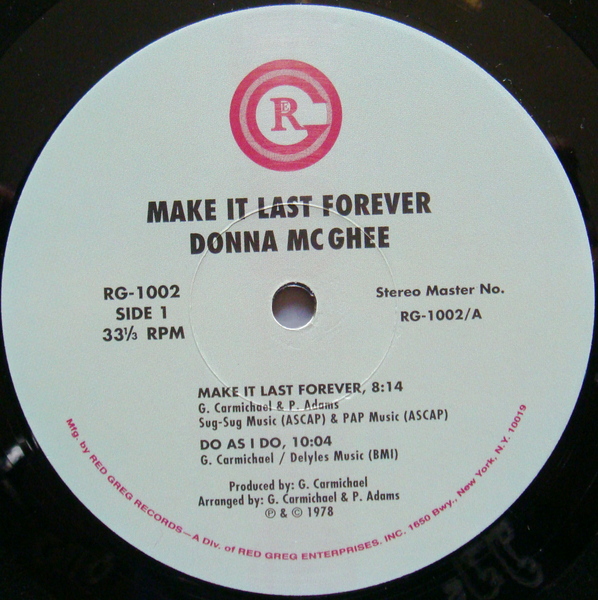 RE G
MAKE IT LAST FOREVER
DONNA MC GHEE
RG-1002
SIDE 1
33⅓ RPM
Stereo Master No.
RG-1002/A
MAKE IT LAST FOREVER, 8:14
G. Carmichael & P. Adams
Sug-Sug Music (ASCAP) & PAP Music (ASCAP)
DO AS I DO, 10:04
G. Carmichael / Delyles Music (BMI)
Produced by: G. Carmichael
Arranged by: G. Carmichael & P. Adams
℗ & © 1978
Mfg. by RED GREG RECORDS—A Div. of RED GREG ENTERPRISES. INC. 1650 Bwy., New York, N.Y. 10019